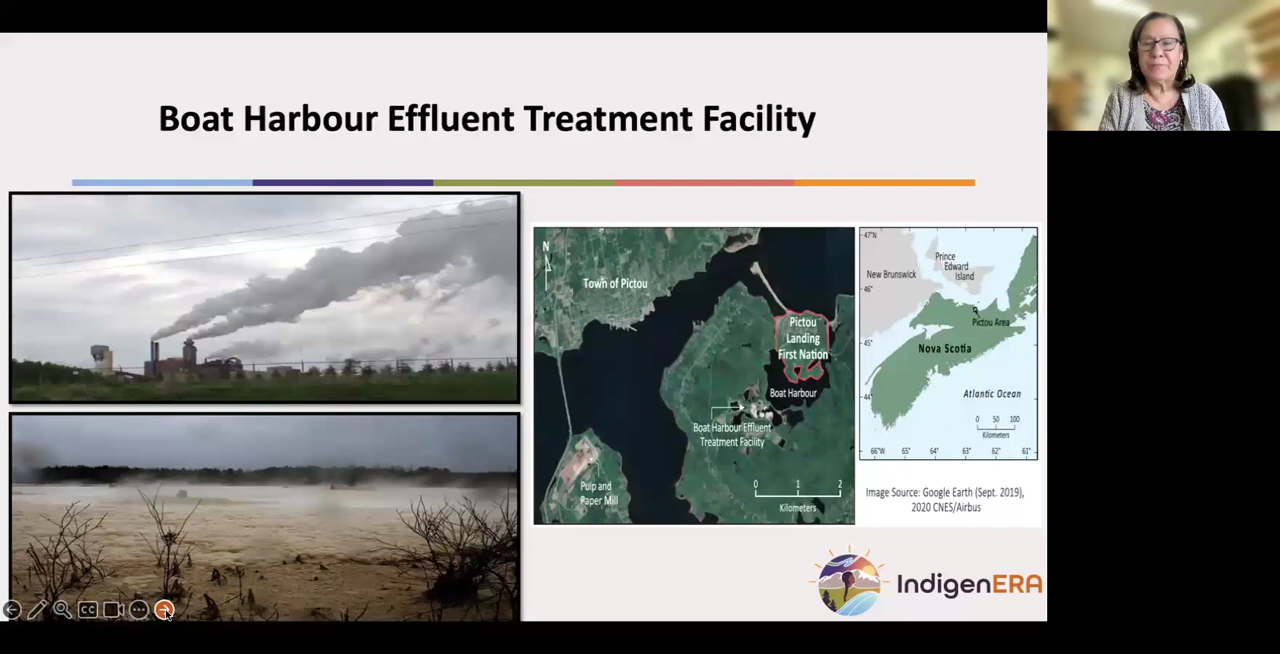 Boat Harbour Effluent Treatment Facility
N
Town of Pictou
Pictou
Landing
First Nation
Boat Harbour
Boat Harbour Effluent
Treatment Facility
Pulp and
Paper Mill
0 1 2
Kilometers
47°N
46°
45°
44°
New Brunswick
Prince
Edward
Island
Pictou Area
Nova Scotia
Atlantic Ocean
0 50 100
Kilometers
66°W 65° 64° 63° 62° 61°
Image Source: Google Earth (Sept. 2019),
2020 CNES/Airbus
IndigenERA
CC